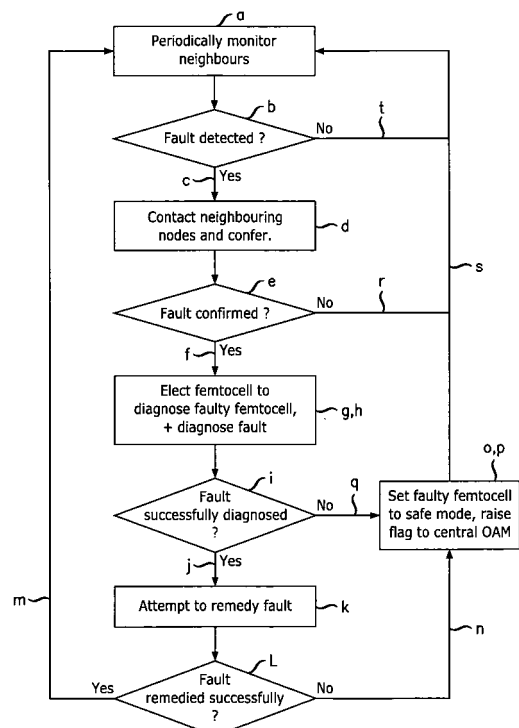 a
Periodically monitor
neighbours
b
Fault detected ?
No
t
c
Yes
Contact neighbouring
nodes and confer.
d
s
e
Fault confirmed ?
No
r
f
Yes
Elect femtocell to
diagnose faulty femtocell,
+ diagnose fault
g,h
i
Fault
successfully diagnosed
?
No
q
o,p
Set faulty femtocell
to safe mode, raise
flag to central OAM
j
Yes
m
Attempt to remedy fault
k
n
L
Yes
Fault
remedied successfully
?
No